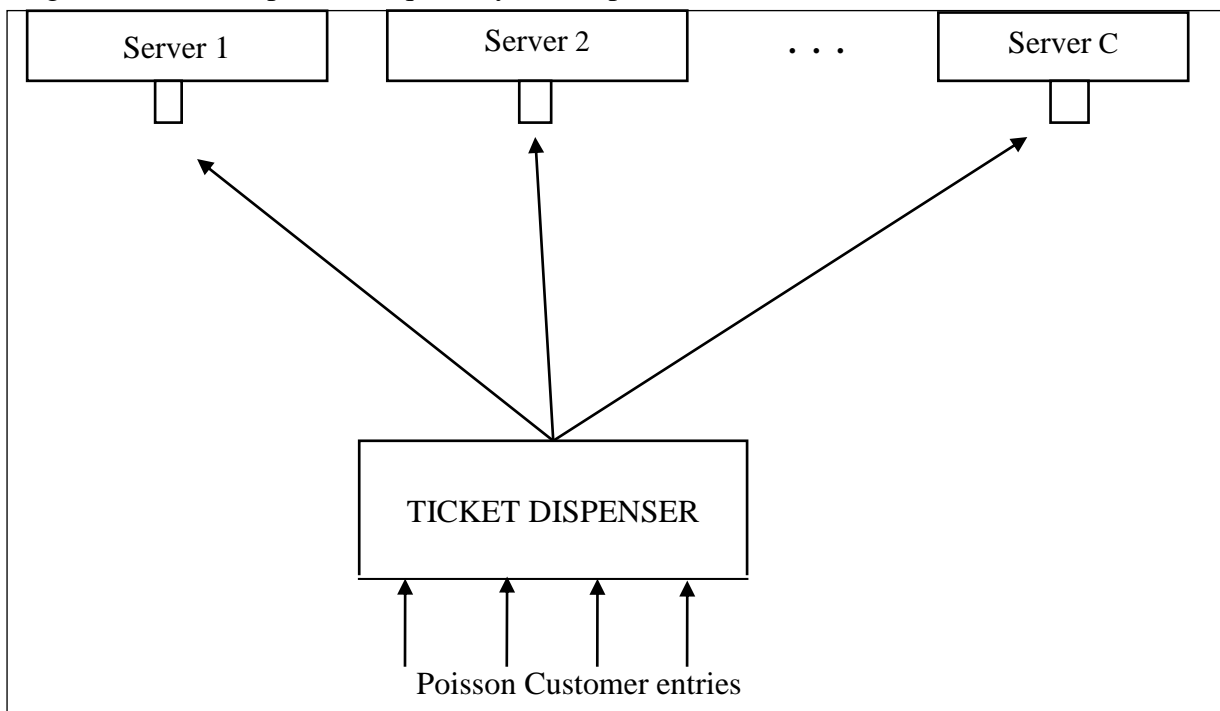 Server 1
Server 2
. . .
Server C
TICKET DISPENSER
Poisson Customer entries